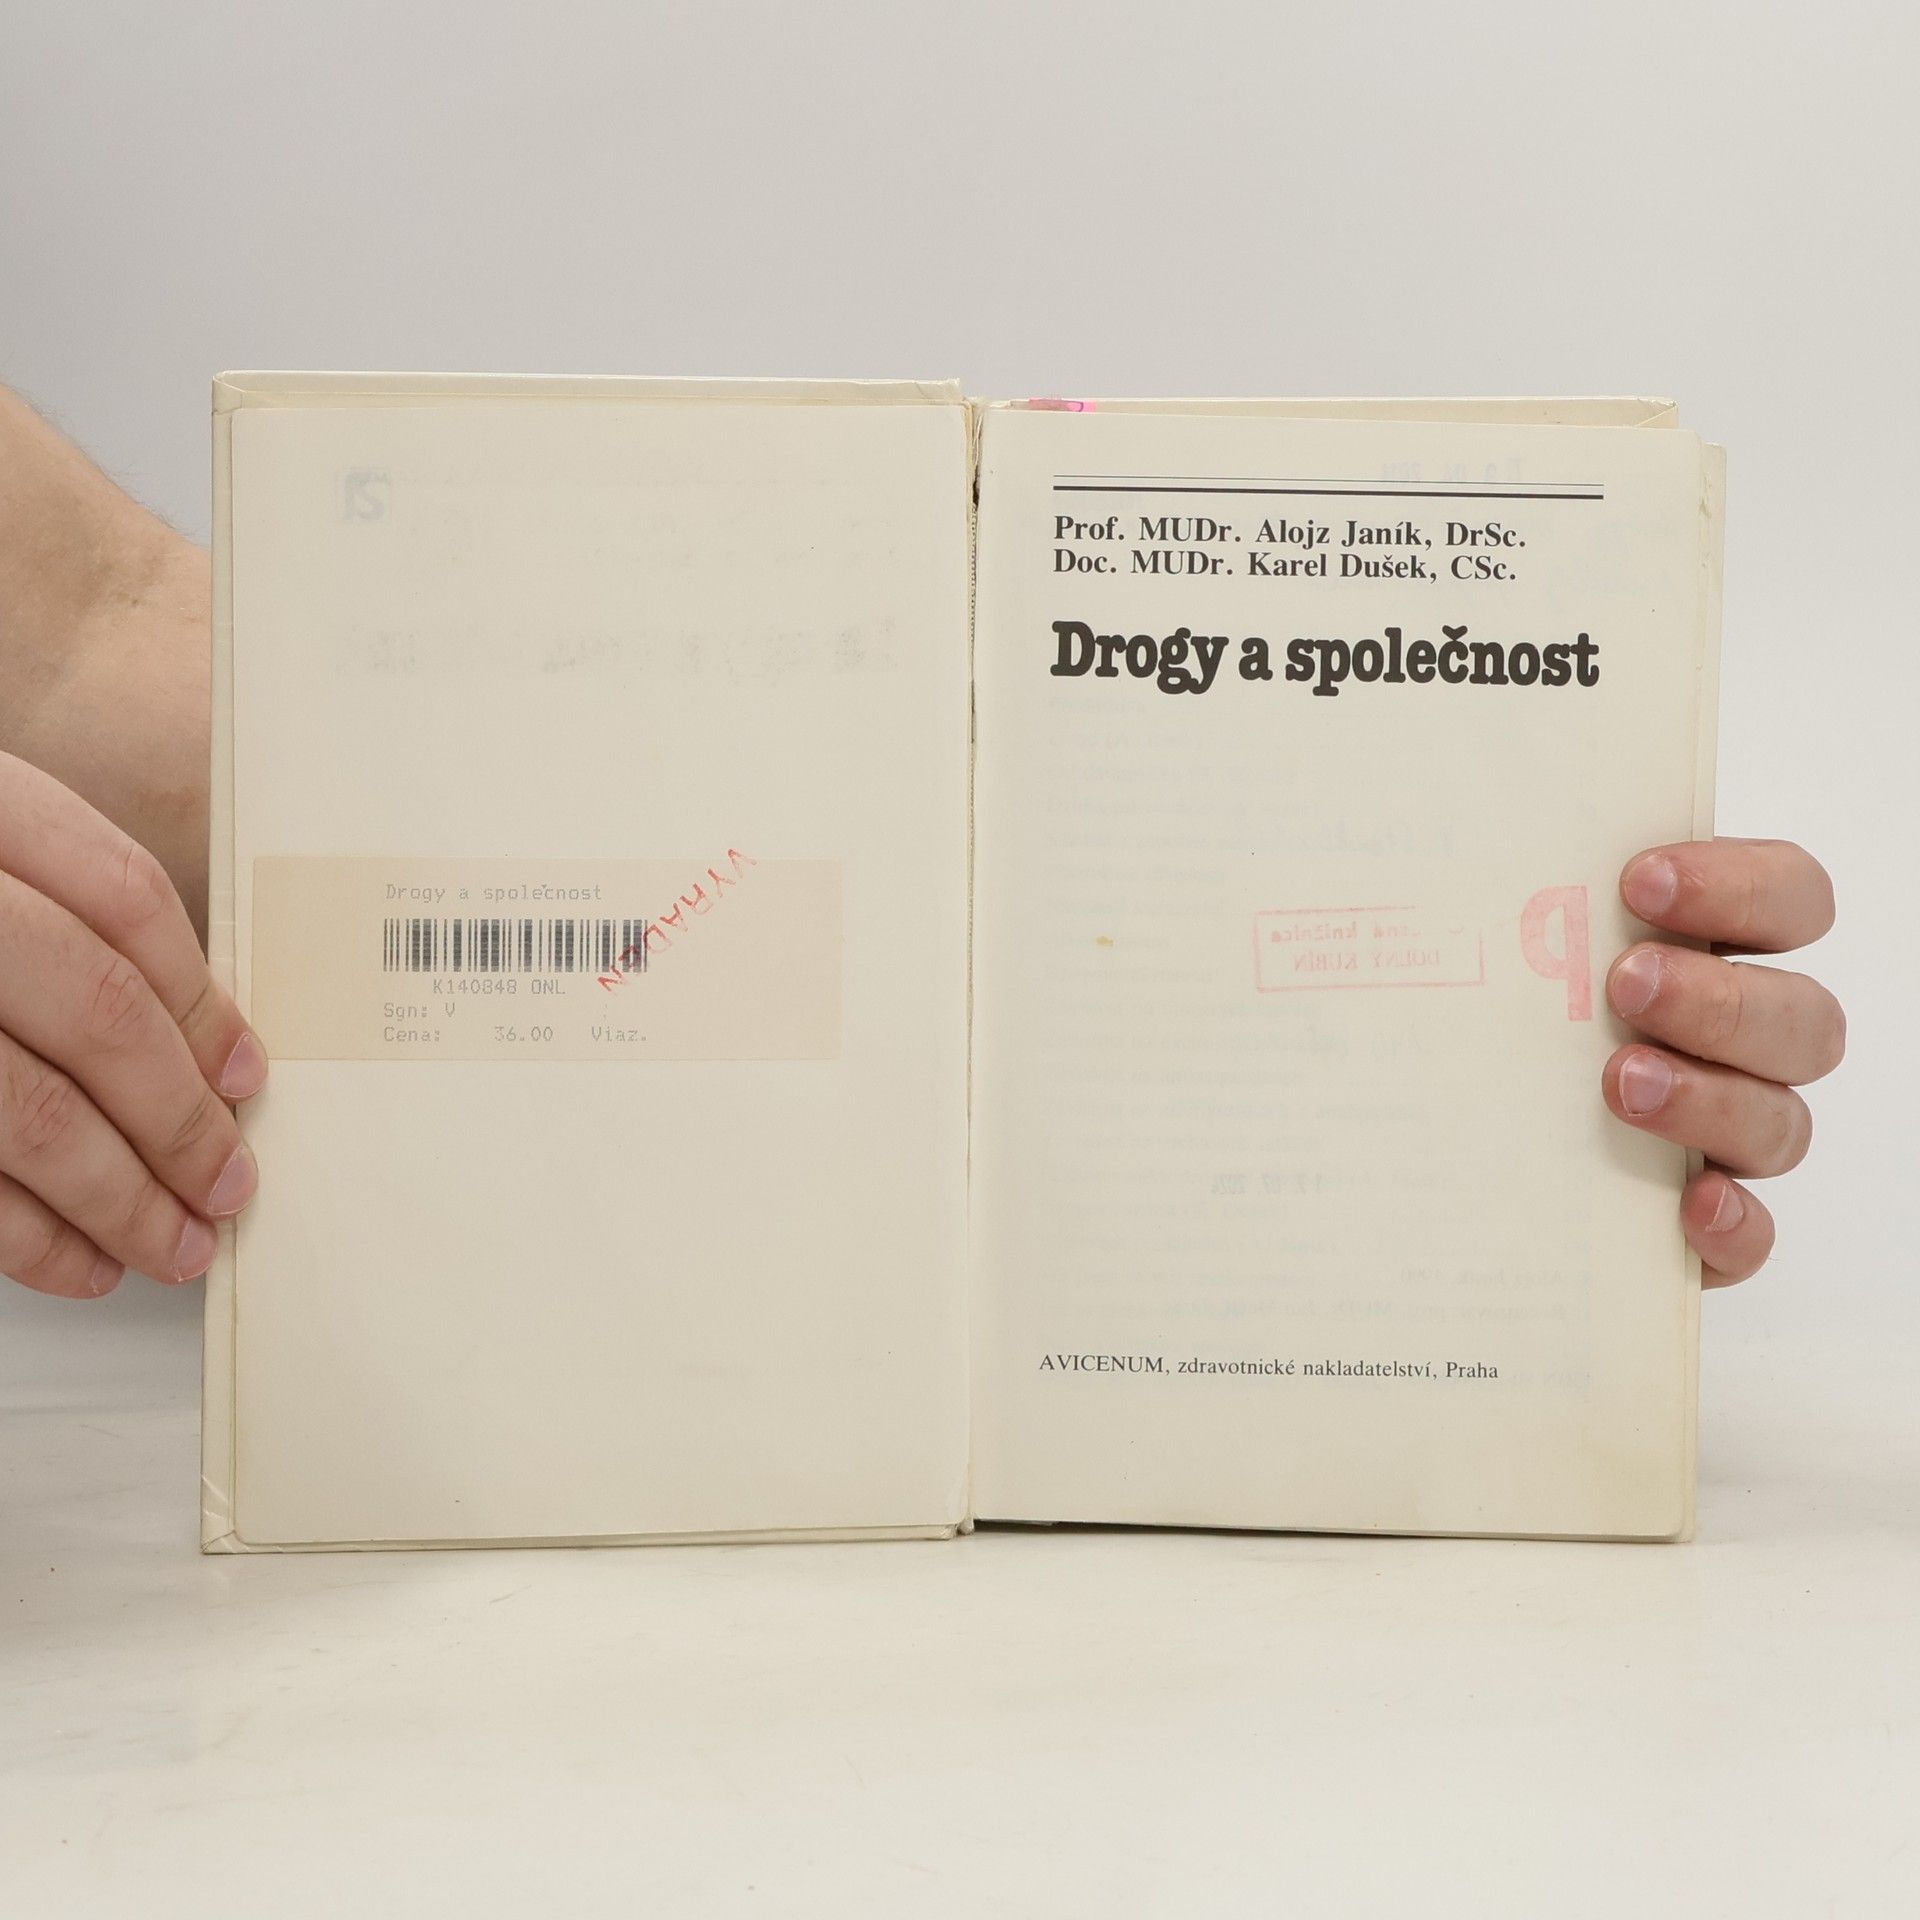 Drogy a společnost
VYRADEN
K140848 ONL
Sgn: V
Cena: 36.00 Viaz.
Prof. MUDr. Alojz Janík, DrSc.
Doc. MUDr. Karel Dušek, CSc.
Drogy a společnost
knižnica
DOLNÝ KUBÍN
P
AVICENUM, zdravotnické nakladatelství, Praha